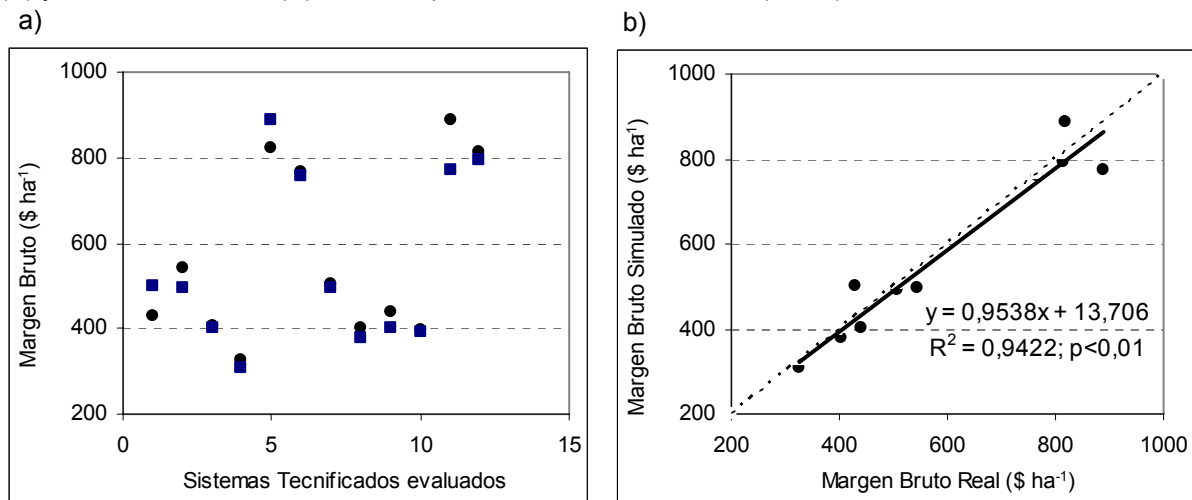 a)
b)
1000
800
600
400
200
0
5
10
15
Margen Bruto ($ ha-1)
Sistemas Tecnificados evaluados
1000
800
600
400
200
200
400
600
800
1000
Margen Bruto Simulado ($ ha-1)
y = 0,9538x + 13,706
R2 = 0,9422; p<0,01
Margen Bruto Real ($ ha-1)